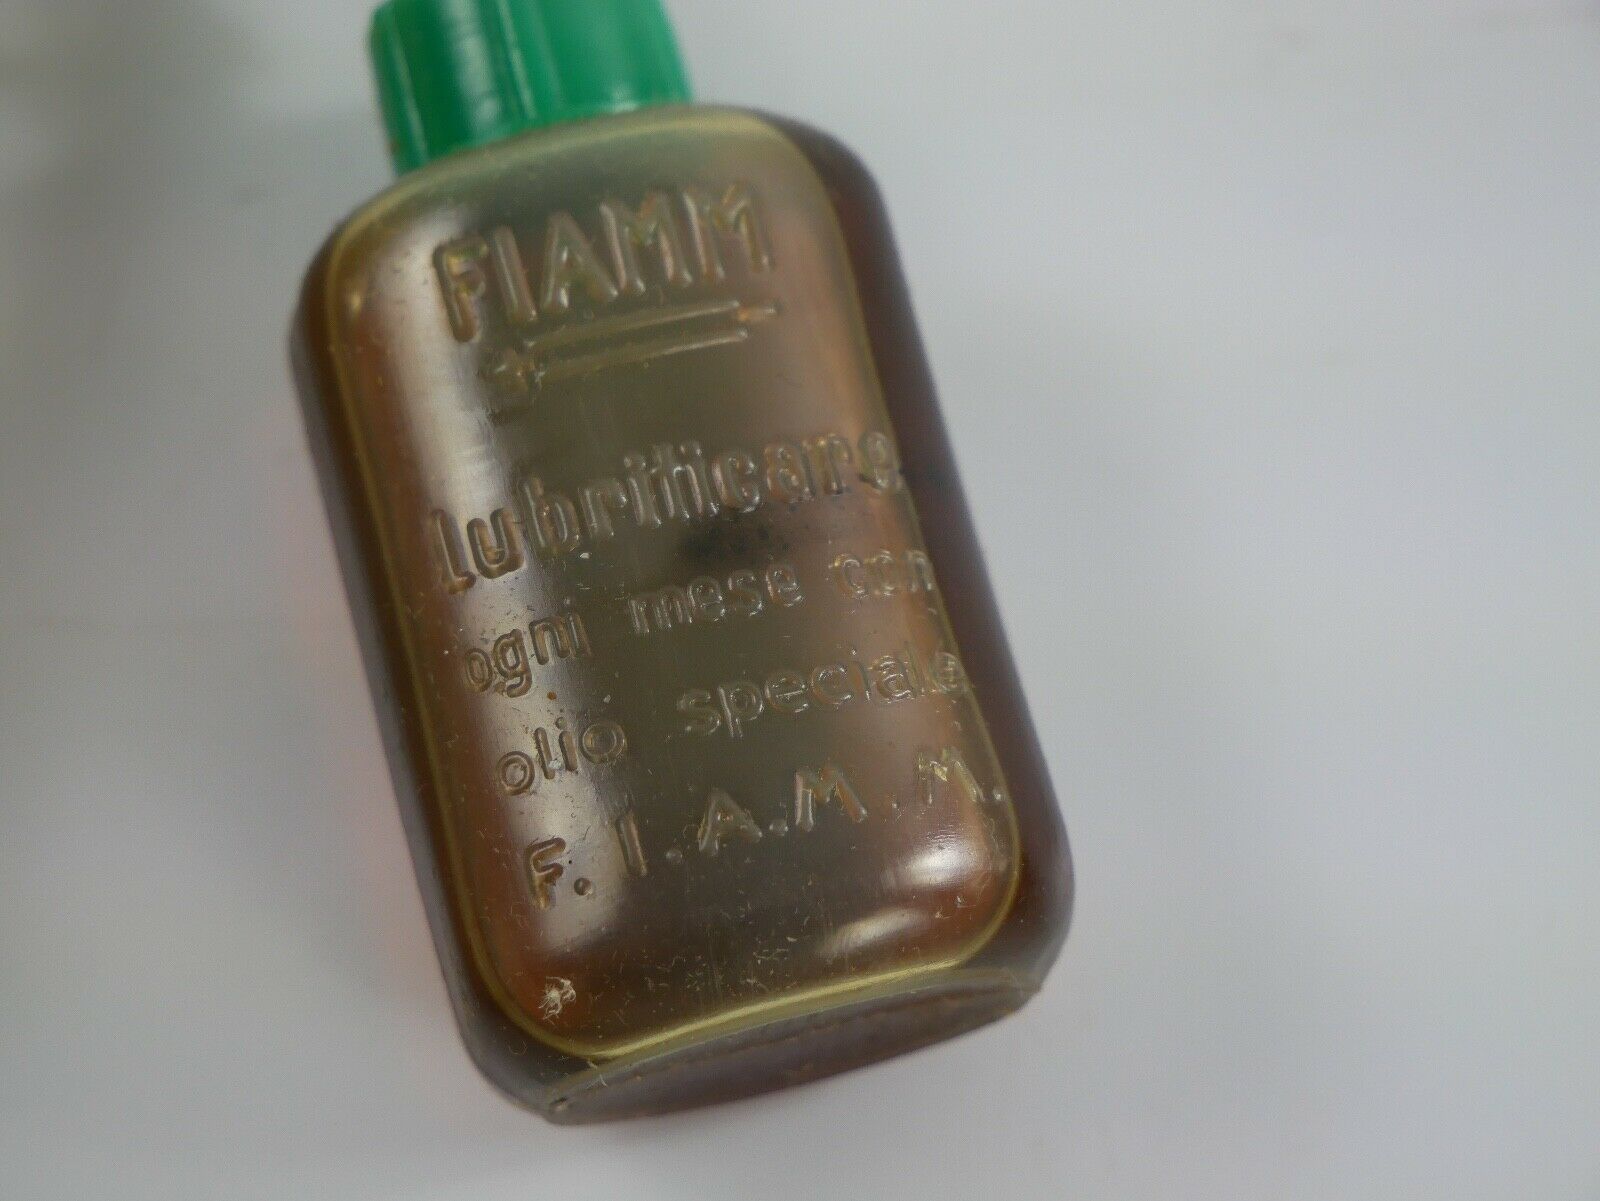 FIAMM
lubrificare
ogni mese con
olio speciale
F.I.A.M.M.